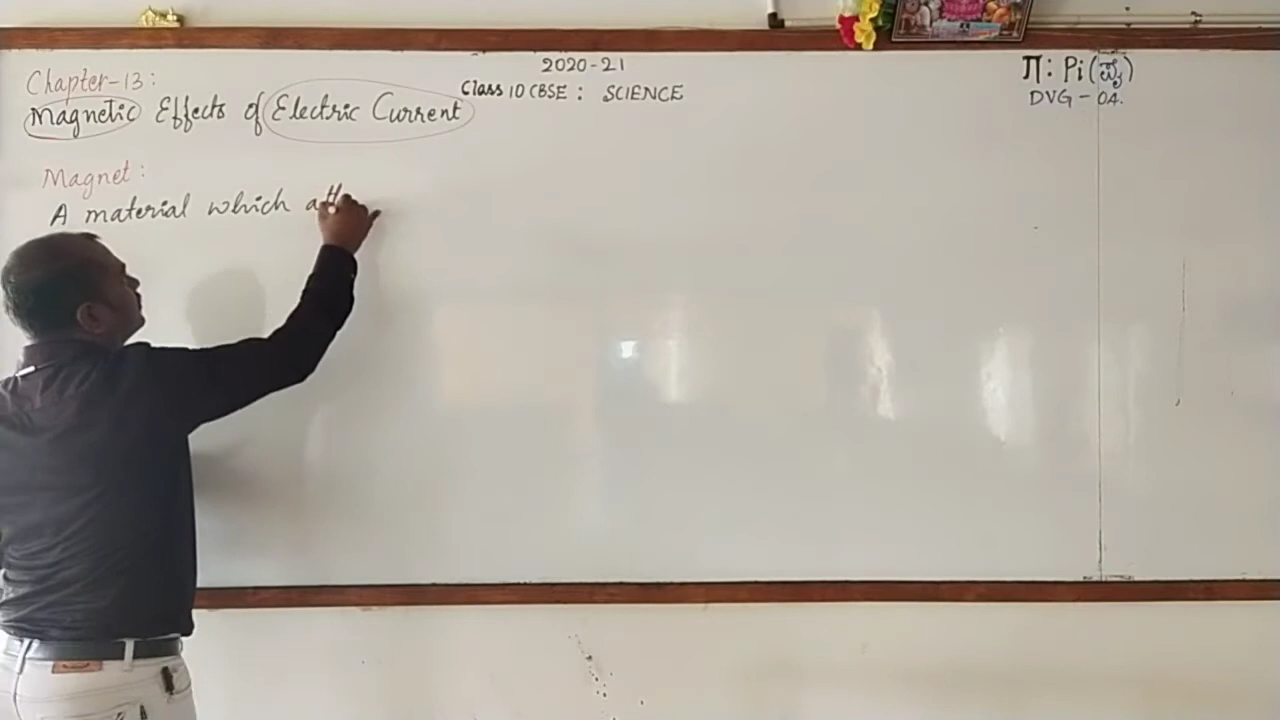 2020-21
Class 10 CBSE : SCIENCE
Π: Pi (ಪೈ)
DVG - 04.
Chapter-13:
Magnetic Effects of Electric Current
Magnet:
A material which att